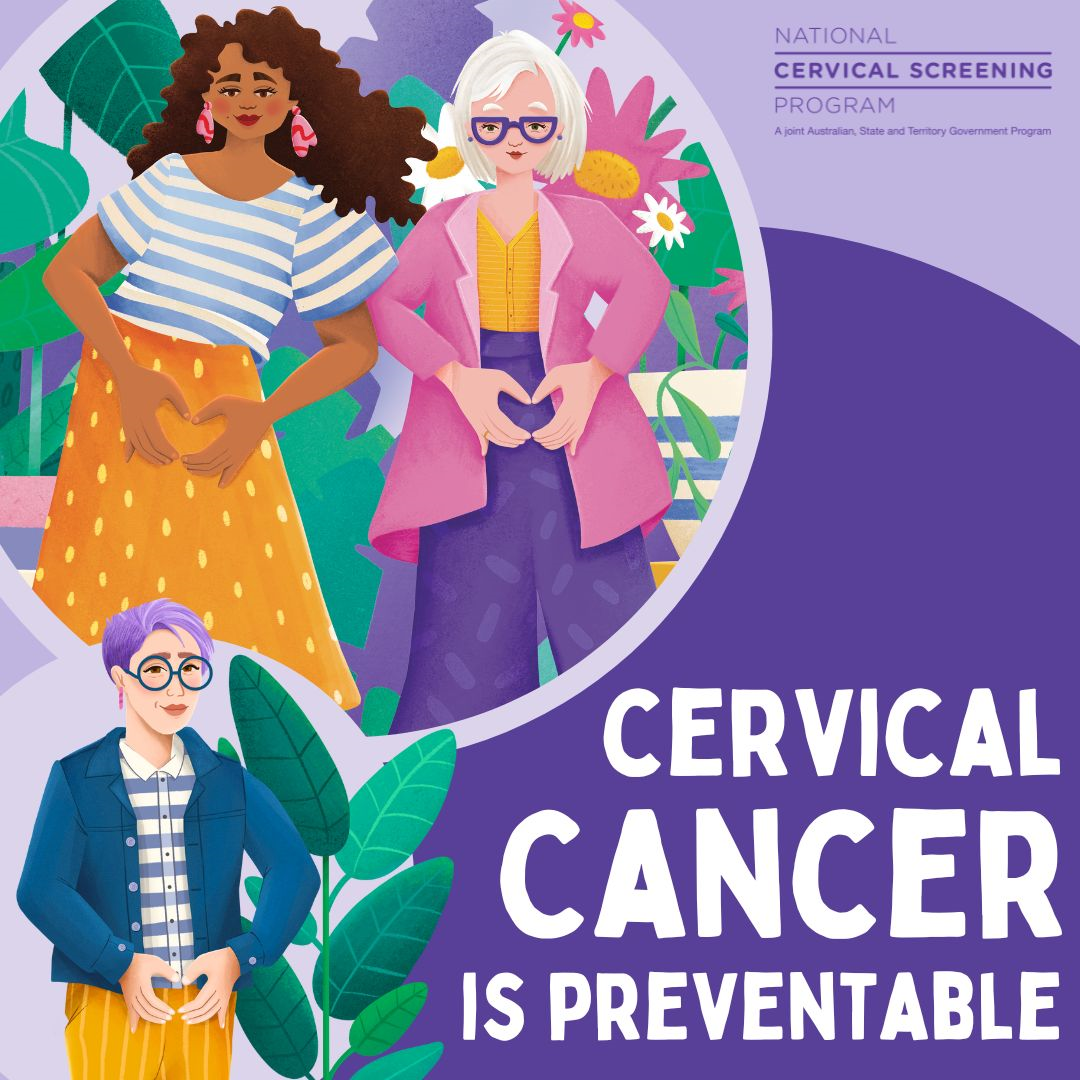 NATIONAL
CERVICAL SCREENING
PROGRAM
A joint Australian, State and Territory Government Program
CERVICAL
CANCER
IS PREVENTABLE